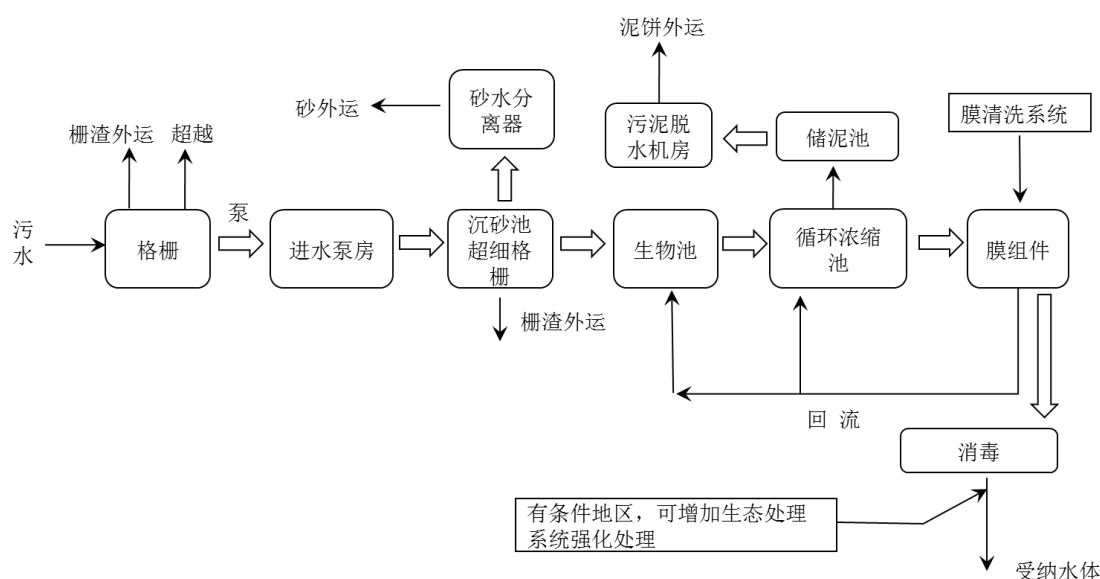 泥饼外运
砂外运
砂水分
离器
污泥脱
水机房
储泥池
膜清洗系统
栅渣外运
超越
污
水
格栅
泵
进水泵房
沉砂池
超细格
栅
生物池
循环浓缩
池
膜组件
栅渣外运
回 流
消毒
有条件地区，可增加生态处理
系统强化处理
受纳水体